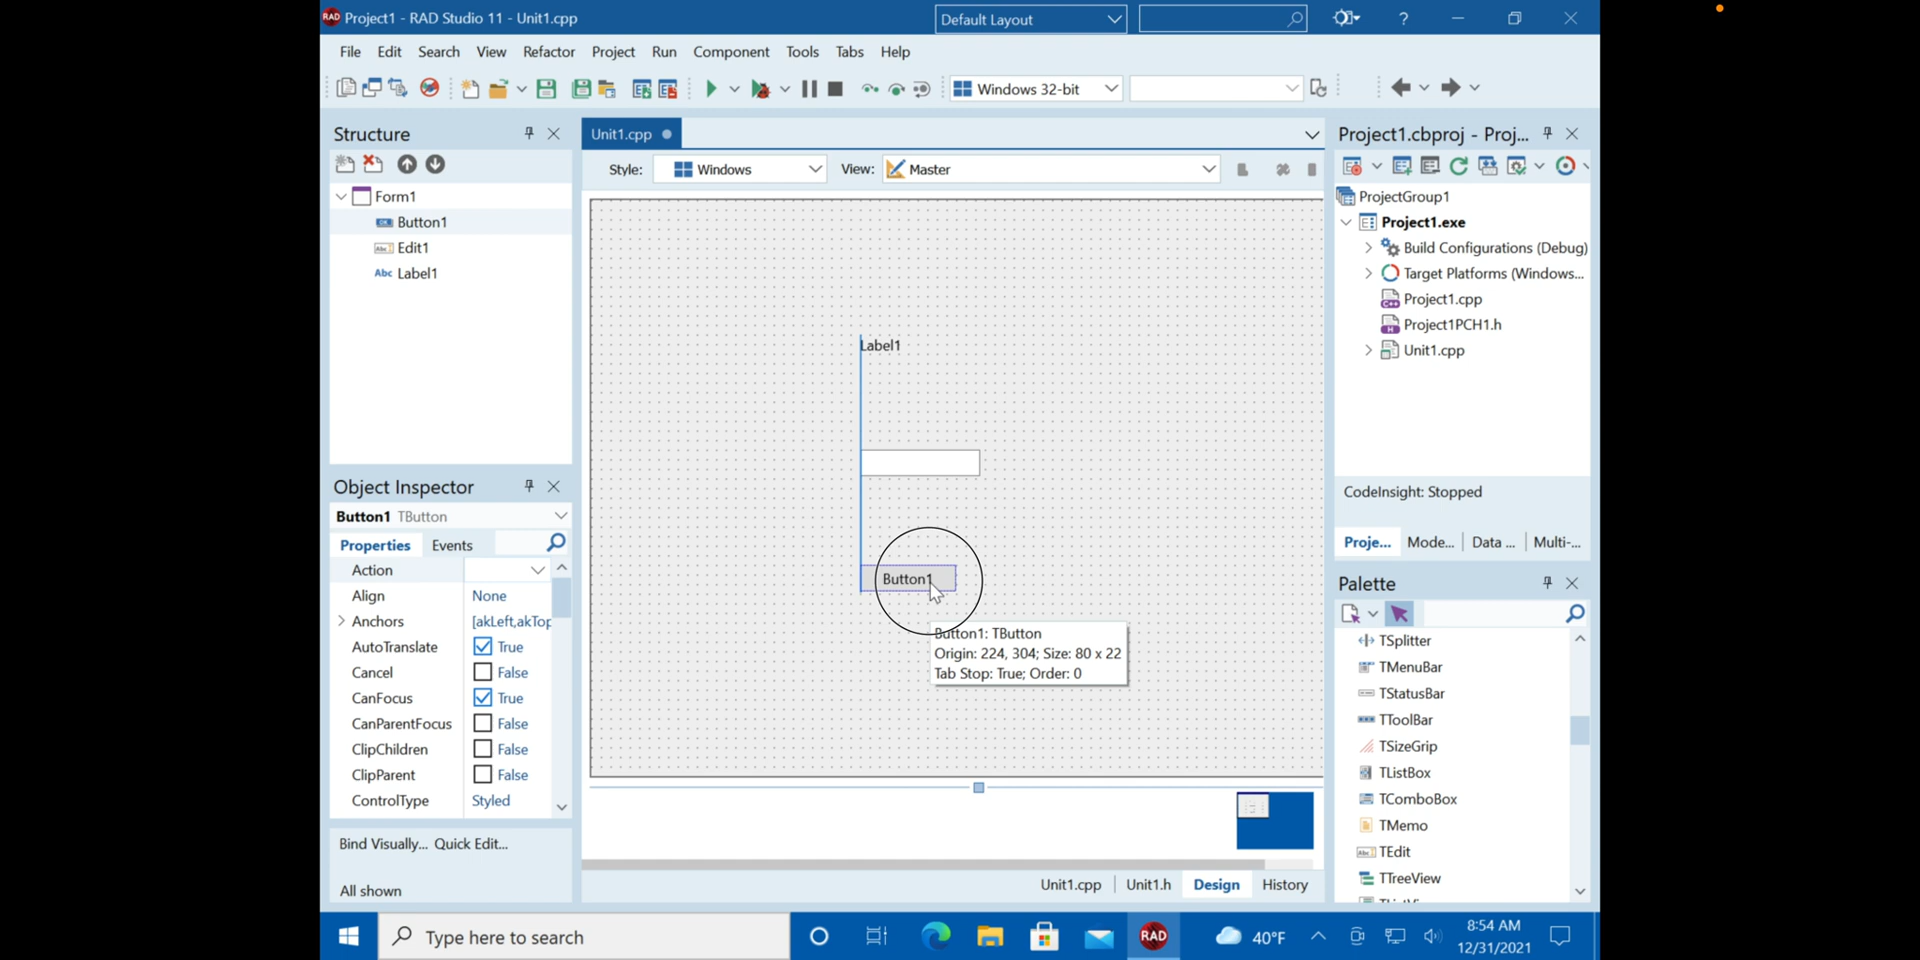 Project1 - RAD Studio 11 - Unit1.cpp
Default Layout
File Edit Search View Refactor Project Run Component Tools Tabs Help
Windows 32-bit
Structure
Form1
Button1
Edit1
Label1
Object Inspector
Button1 TButton
Properties Events
Action
Align None
Anchors [akLeft,akTop
AutoTranslate True
Cancel False
CanFocus True
CanParentFocus False
ClipChildren False
ClipParent False
ControlType Styled
Bind Visually... Quick Edit...
All shown
Unit1.cpp
Style: Windows View: Master
Label1
Button1
Button1: TButton
Origin: 224, 304; Size: 80 x 22
Tab Stop: True; Order: 0
Unit1.cpp Unit1.h Design History
Project1.cbproj - Proj...
ProjectGroup1
Project1.exe
Build Configurations (Debug)
Target Platforms (Windows...
Project1.cpp
Project1PCH1.h
Unit1.cpp
CodeInsight: Stopped
Proje... Mode... Data ... Multi-...
Palette
TSplitter
TMenuBar
TStatusBar
TToolBar
TSizeGrip
TListBox
TComboBox
TMemo
TEdit
TTreeView
Type here to search
RAD
40°F
8:54 AM
12/31/2021